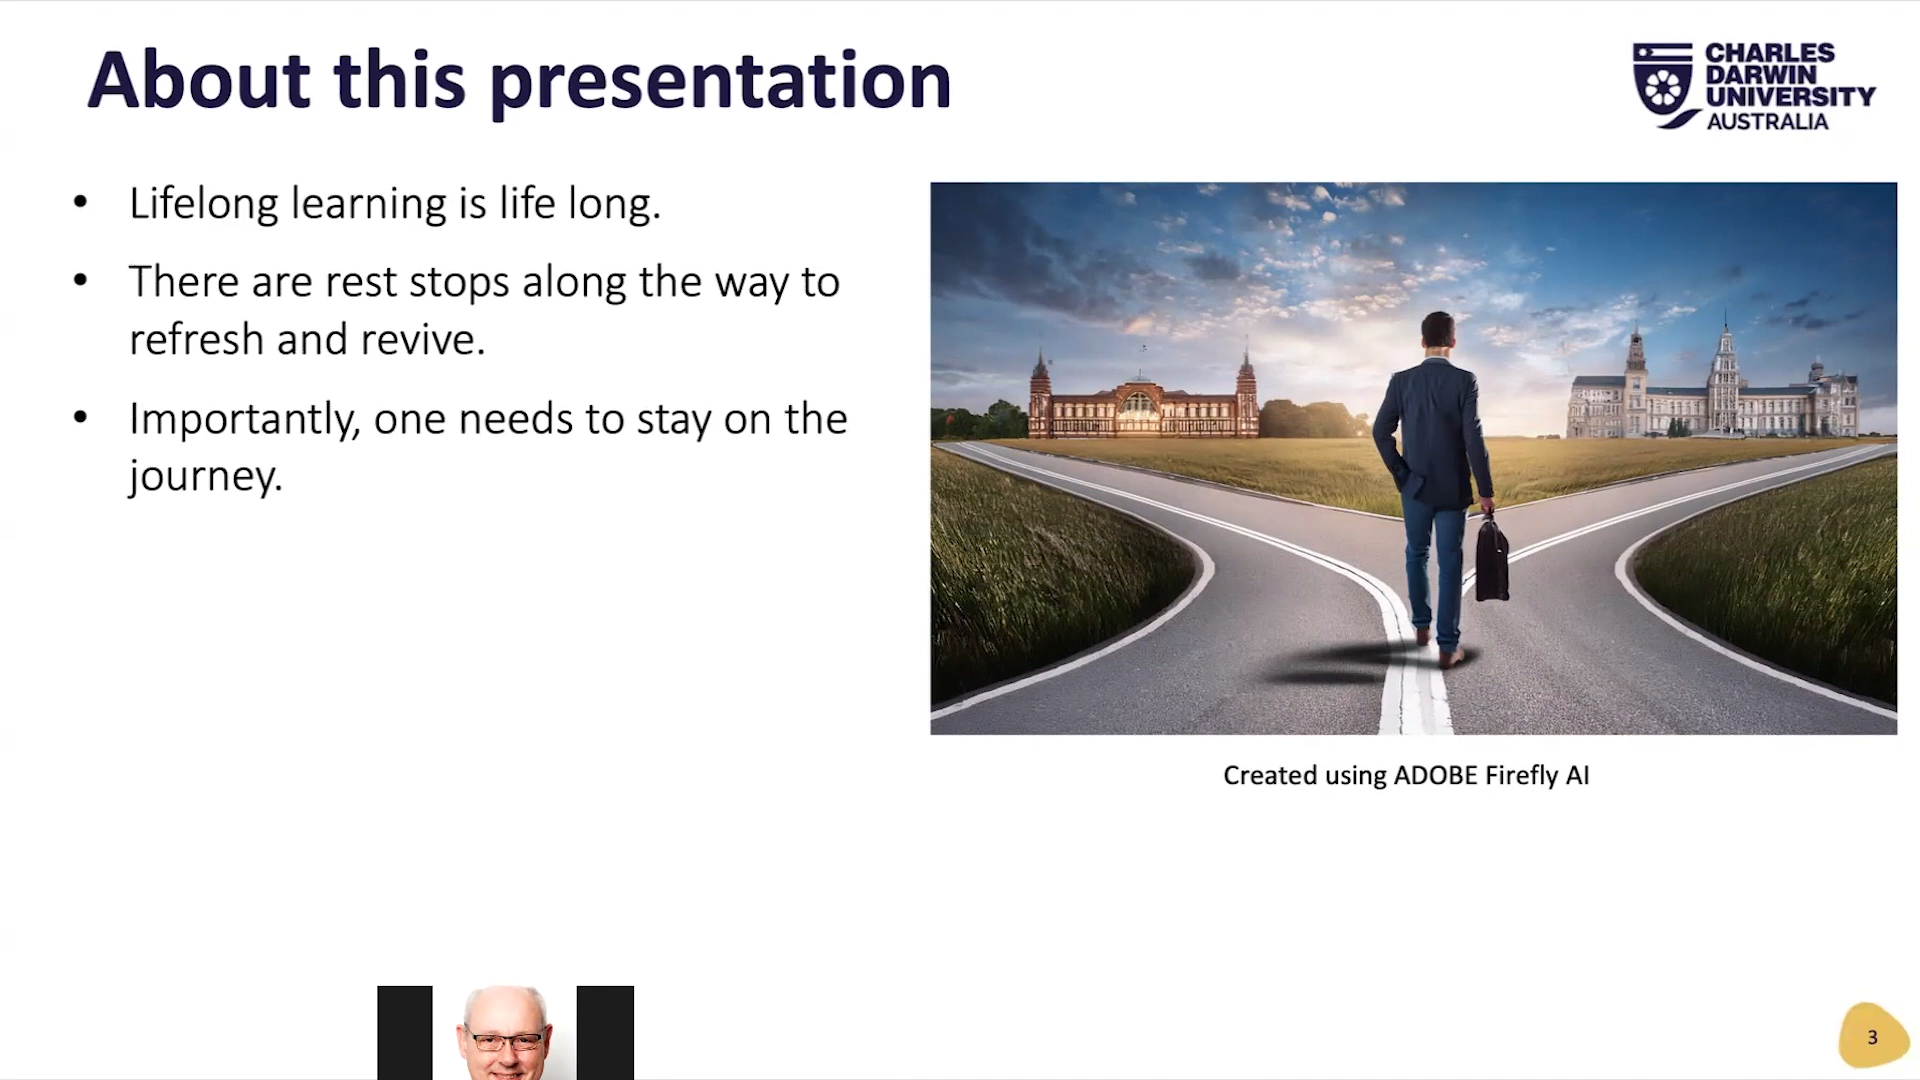 About this presentation
CHARLES
DARWIN
UNIVERSITY
AUSTRALIA
• Lifelong learning is life long.
• There are rest stops along the way to
refresh and revive.
• Importantly, one needs to stay on the
journey.
Created using ADOBE Firefly AI
3